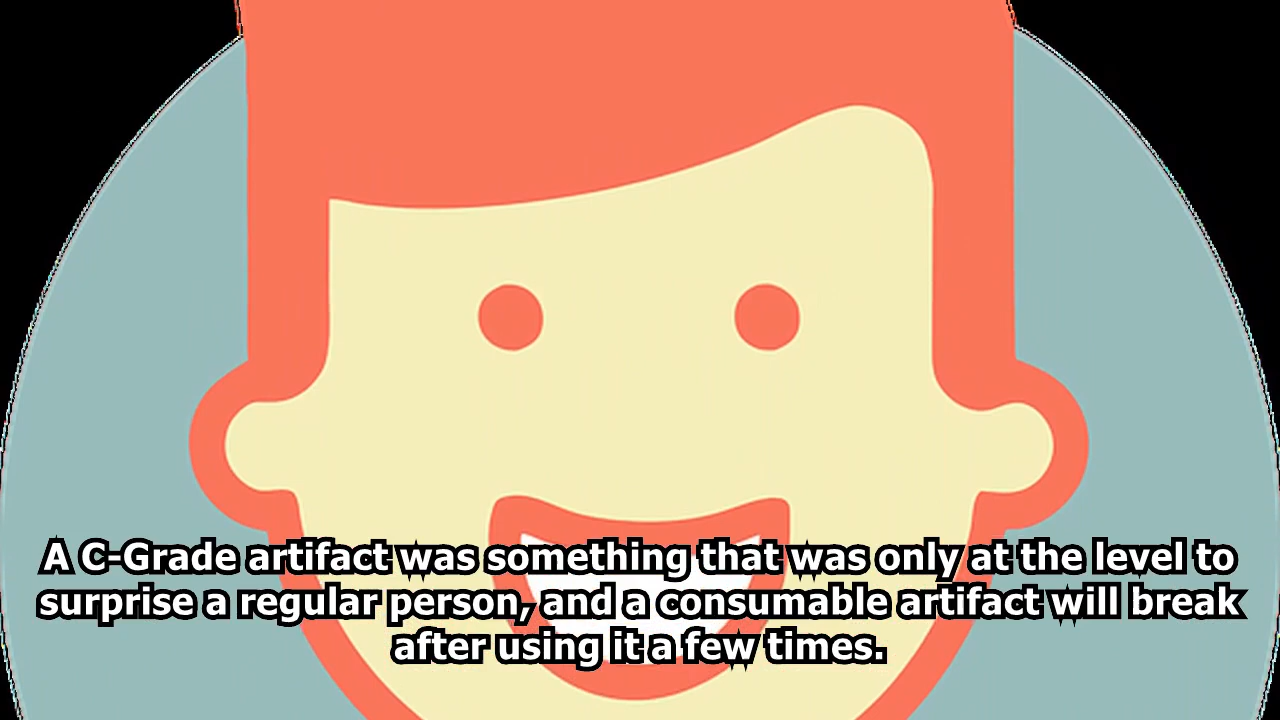 A C-Grade artifact was something that was only at the level to
surprise a regular person, and a consumable artifact will break
after using it a few times.